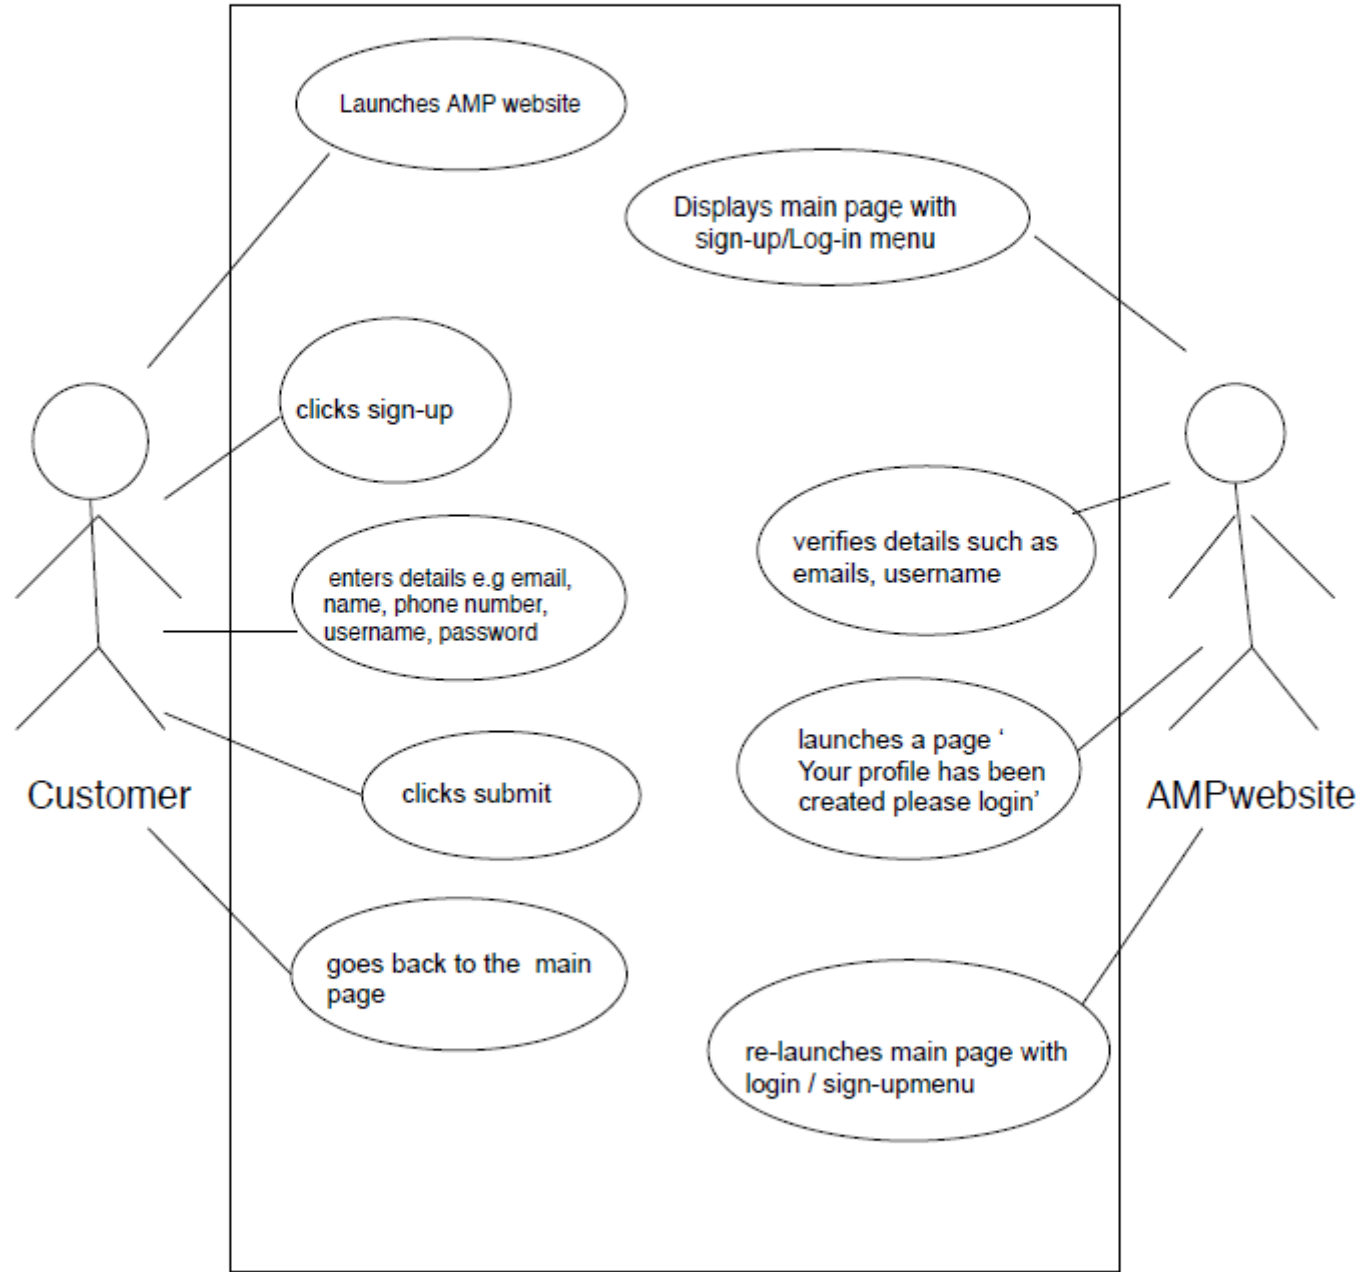 Launches AMP website
Displays main page with
sign-up/Log-in menu
clicks sign-up
verifies details such as
emails, username
enters details e.g email,
name, phone number,
username, password
launches a page ‘
Your profile has been
created please login’
clicks submit
Customer
AMPwebsite
goes back to the  main
page
re-launches main page with
login / sign-upmenu